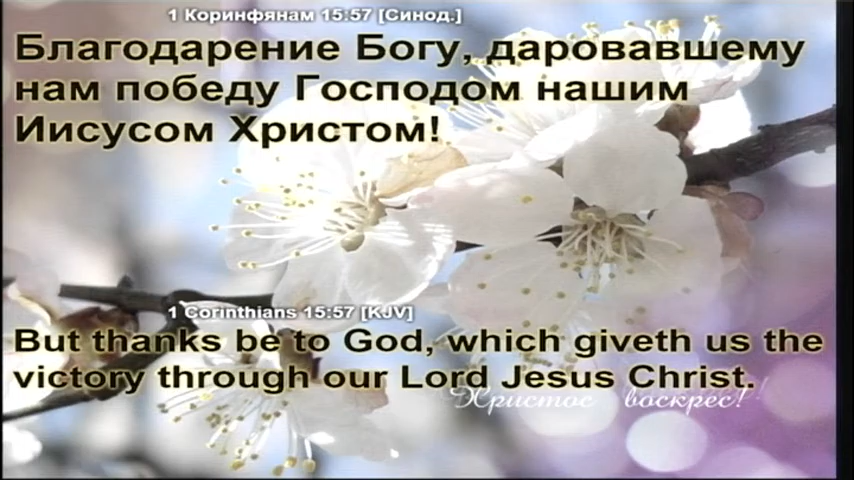 1 Коринфянам 15:57 [Синод.]
Благодарение Богу, даровавшему
нам победу Господом нашим
Иисусом Христом!
1 Corinthians 15:57 [KJV]
But thanks be to God, which giveth us the
victory through our Lord Jesus Christ.
Христос воскрес!